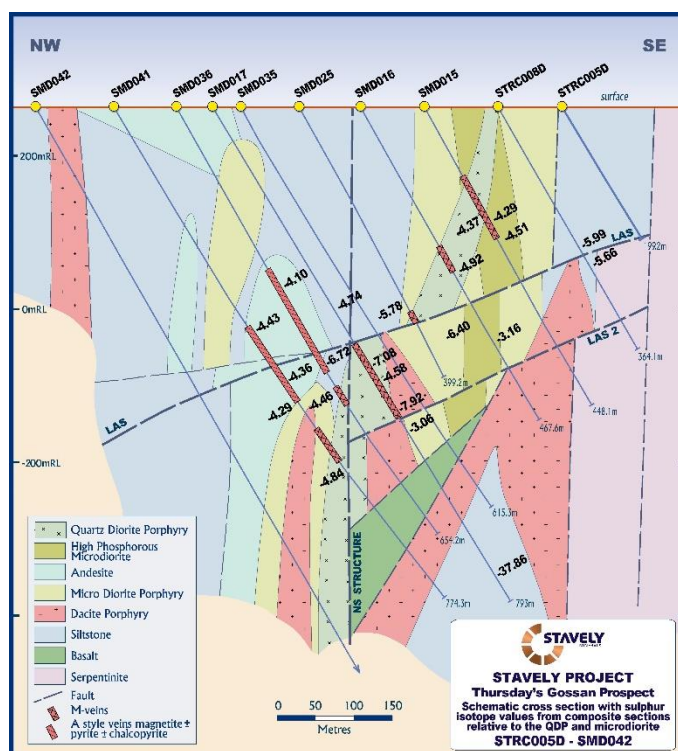 NW
SE
SMD042
SMD041
SMD036
SMD017
SMD035
SMD025
SMD016
SMD015
STRC008D
STRC005D
surface
200mRL
-4.37
-4.29
-4.51
-4.92
-5.99
LAS
-5.66
992m
-4.10
-4.74
-5.78
0mRL
-4.43
-6.40
-3.16
LAS 2
-6.72
-7.08
-4.36
-4.58
364.1m
399.2m
-4.29
-4.46
-7.92
448.1m
-3.06
467.6m
LAS
-200mRL
-4.84
615.3m
654.2m
-37.86
NS STRUCTURE
774.3m
793m
Quartz Diorite Porphyry
High Phosphorous
Microdiorite
Andesite
Micro Diorite Porphyry
Dacite Porphyry
Siltstone
Basalt
Serpentinite
Fault
M-veins
A style veins magnetite ±
pyrite ± chalcopyrite
0 50 100 150
Metres
STAVELY
STAVELY PROJECT
Thursday's Gossan Prospect
Schematic cross section with sulphur
isotope values from composite sections
relative to the QDP and microdiorite
STRC005D - SMD042